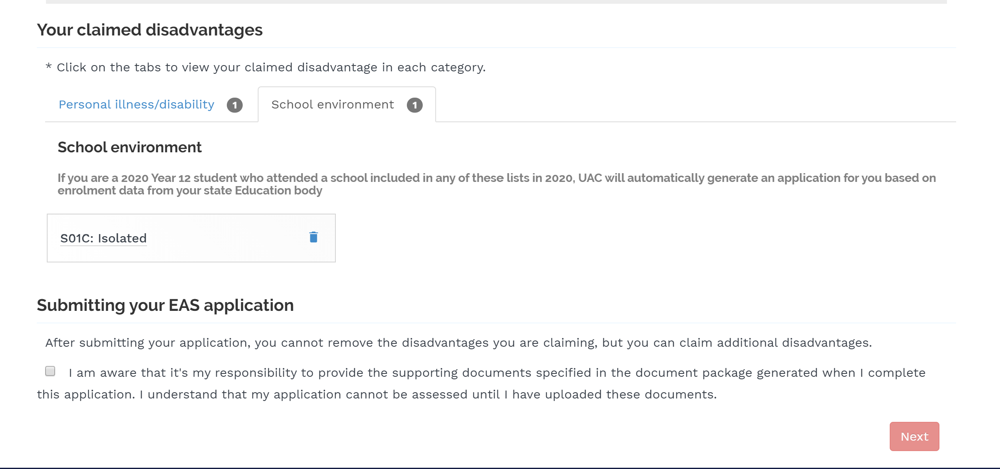 Your claimed disadvantages
* Click on the tabs to view your claimed disadvantage in each category.
Personal illness/disability 1 School environment 1
School environment
If you are a 2020 Year 12 student who attended a school included in any of these lists in 2020, UAC will automatically generate an application for you based on
enrolment data from your state Education body
S01C: Isolated
Submitting your EAS application
After submitting your application, you cannot remove the disadvantages you are claiming, but you can claim additional disadvantages.
I am aware that it's my responsibility to provide the supporting documents specified in the document package generated when I complete
this application. I understand that my application cannot be assessed until I have uploaded these documents.
Next